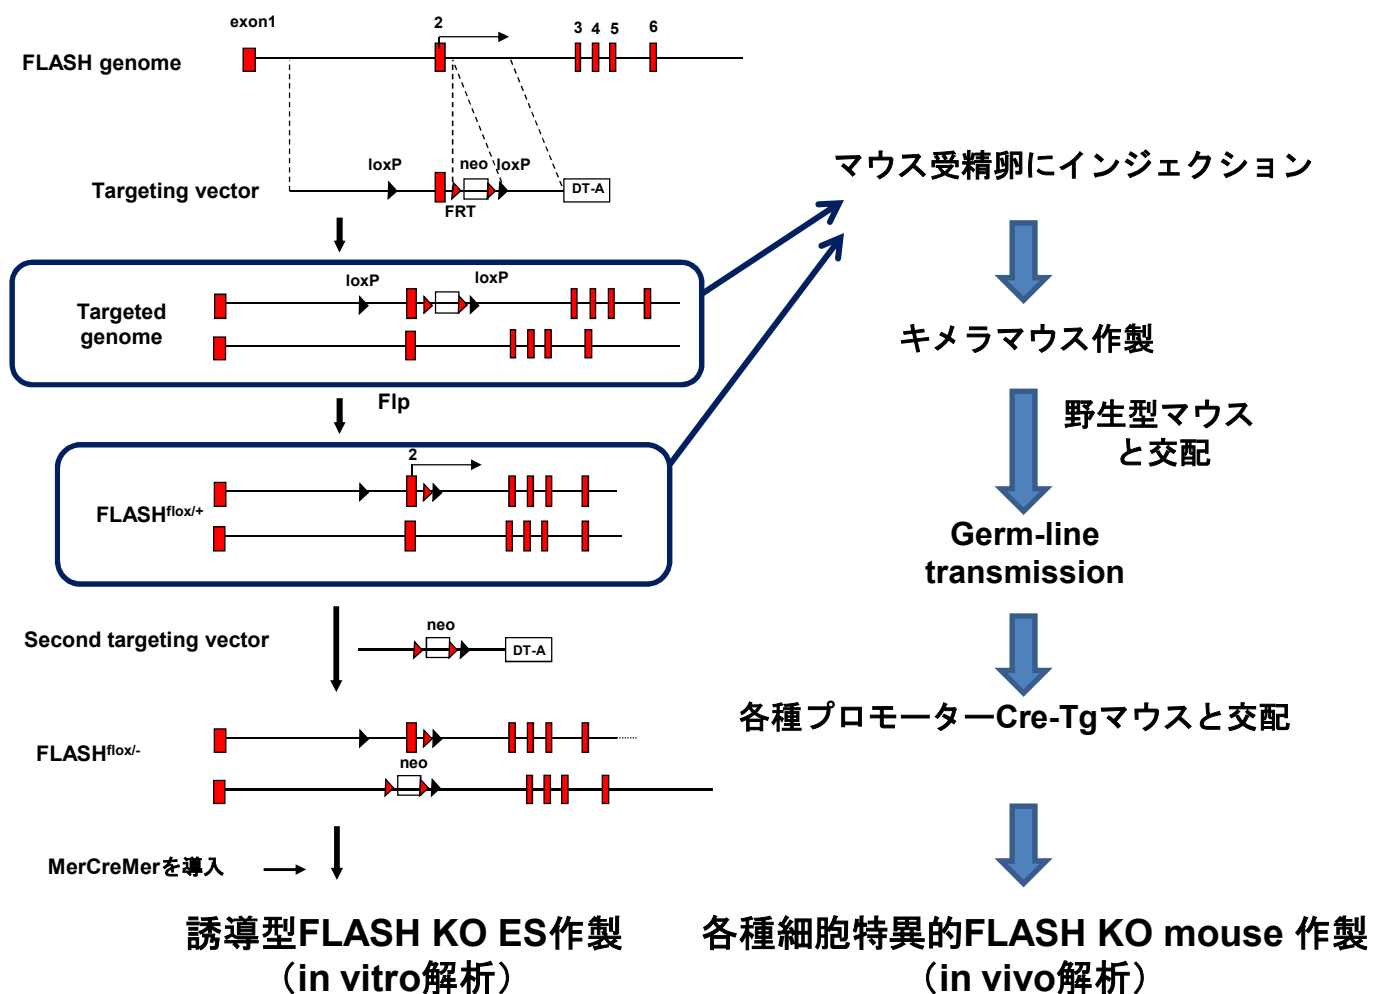 exon1
2
3 4 5 6
FLASH genome
loxP
neo
loxP
Targeting vector
FRT
DT-A
loxP
loxP
Targeted
genome
Flp
2
FLASHflox/+
Second targeting vector
neo
DT-A
FLASHflox/-
neo
MerCreMerを導入
誘導型FLASH KO ES作製
（in vitro解析）
マウス受精卵にインジェクション
キメラマウス作製
野生型マウス
と交配
Germ-line
transmission
各種プロモーターCre-Tgマウスと交配
各種細胞特異的FLASH KO mouse 作製
（in vivo解析）